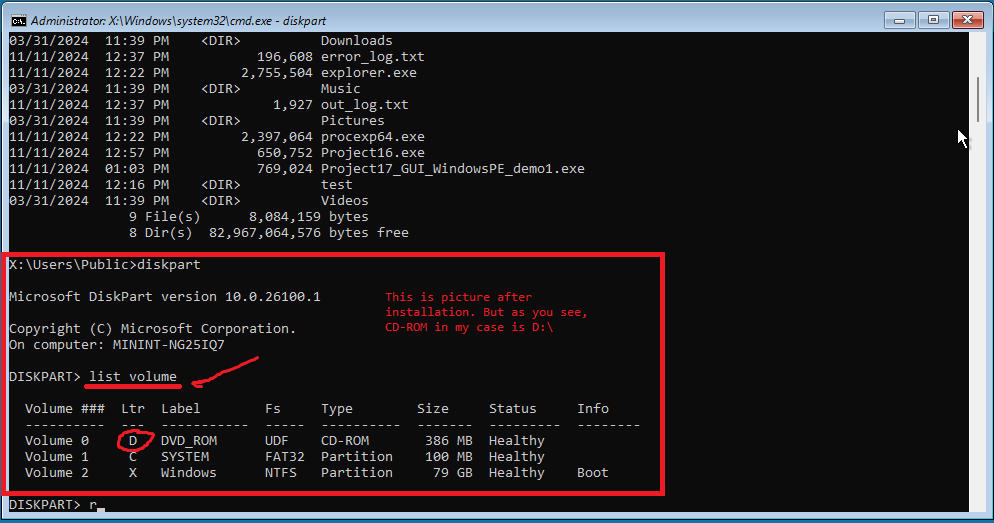 Administrator: X:\Windows\system32\cmd.exe - diskpart
03/31/2024  11:39 PM    <DIR>          Downloads
11/11/2024  12:37 PM           196,608 error_log.txt
11/11/2024  12:22 PM         2,755,504 explorer.exe
03/31/2024  11:39 PM    <DIR>          Music
11/11/2024  12:37 PM             1,927 out_log.txt
03/31/2024  11:39 PM    <DIR>          Pictures
11/11/2024  12:22 PM         2,397,064 procexp64.exe
11/11/2024  12:57 PM           650,752 Project16.exe
11/11/2024  01:03 PM           769,024 Project17_GUI_WindowsPE_demo1.exe
11/11/2024  12:16 PM    <DIR>          test
03/31/2024  11:39 PM    <DIR>          Videos
               9 File(s)      8,084,159 bytes
               8 Dir(s)  82,967,064,576 bytes free
X:\Users\Public>diskpart
Microsoft DiskPart version 10.0.26100.1
This is picture after
installation. But as you see,
CD-ROM in my case is D:\
Copyright (C) Microsoft Corporation.
On computer: MININT-NG25IQ7
DISKPART> list volume
  Volume ###  Ltr  Label        Fs     Type        Size     Status     Info
  ----------  ---  -----------  -----  ----------  -------  ---------  --------
  Volume 0     D   DVD_ROM      UDF    CD-ROM       386 MB  Healthy
  Volume 1     C   SYSTEM       FAT32  Partition    100 MB  Healthy
  Volume 2     X   Windows      NTFS   Partition     79 GB  Healthy    Boot
DISKPART> r_